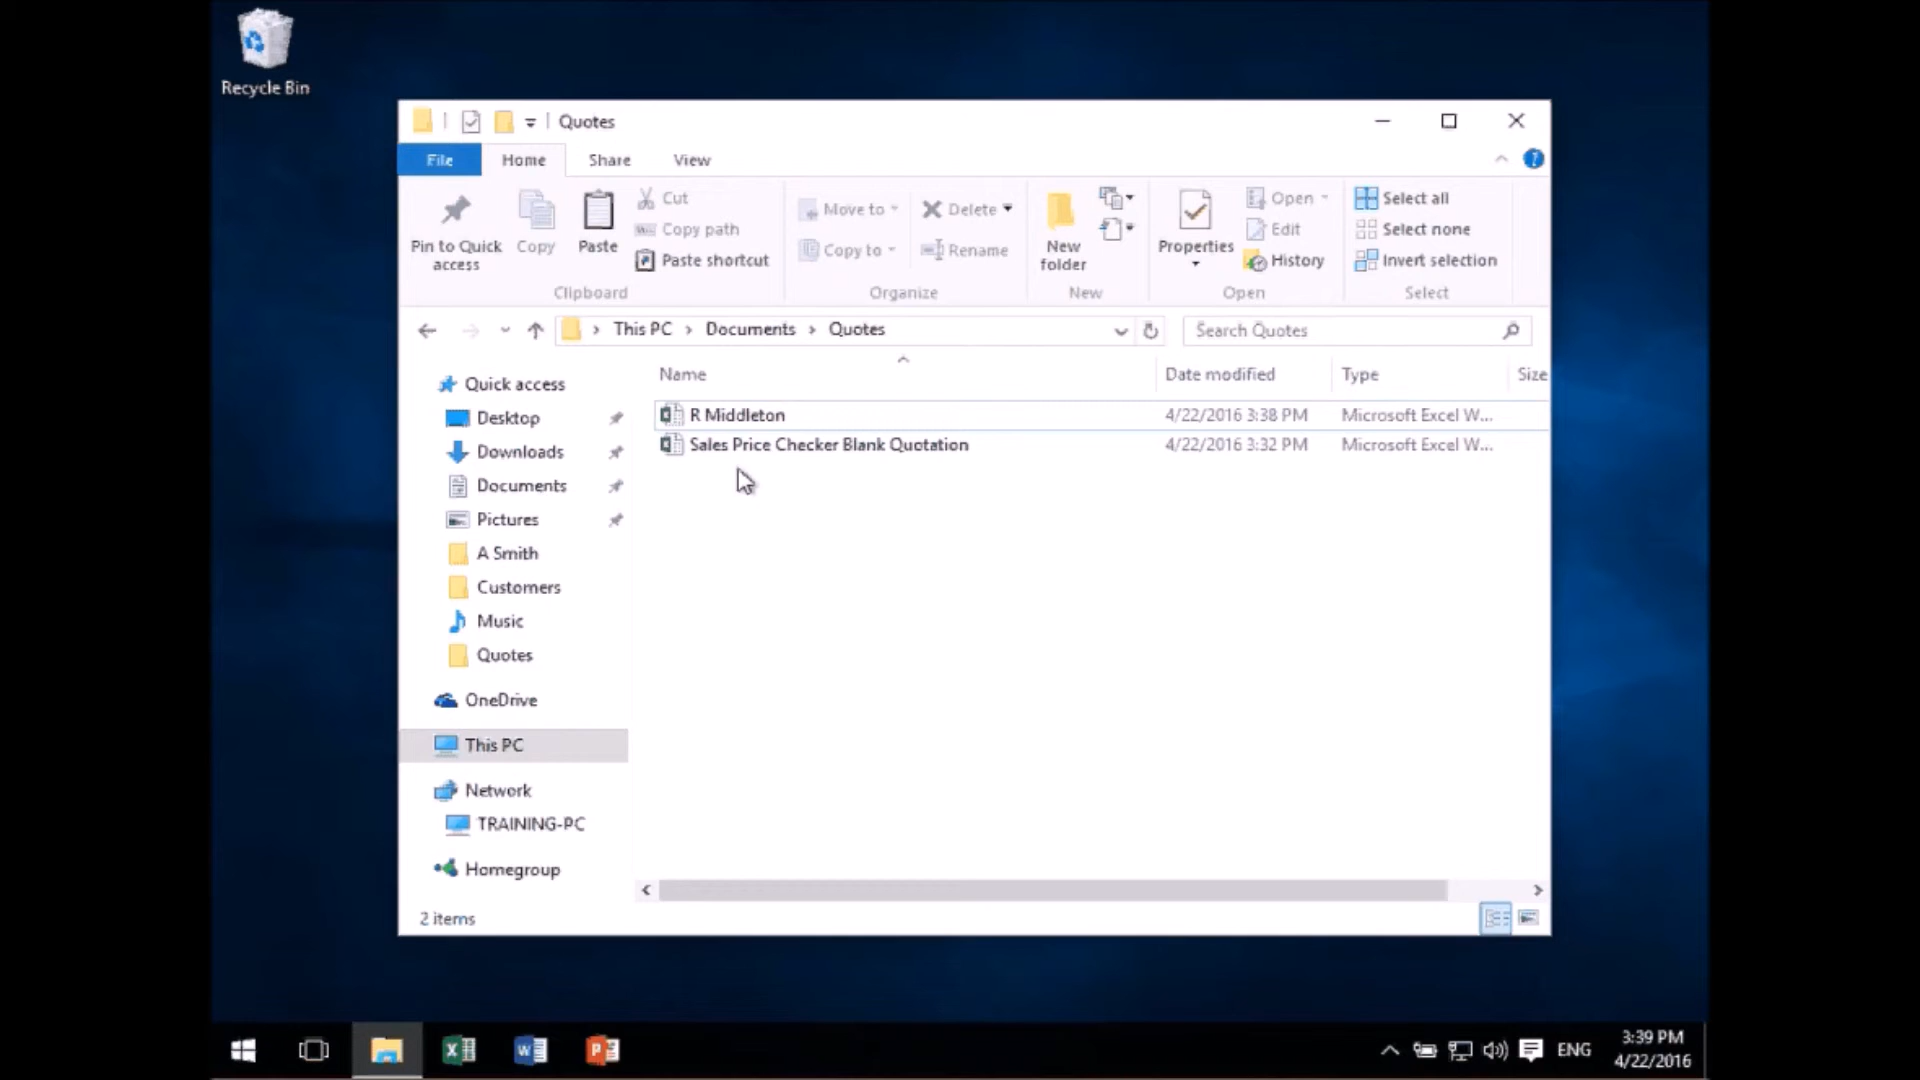 Recycle Bin
Quotes
File
Home
Share
View
Pin to Quick
access
Copy
Paste
Cut
Copy path
Paste shortcut
Clipboard
Move to
Copy to
Delete
Rename
Organize
New
folder
New
Properties
Open
Edit
History
Open
Select all
Select none
Invert selection
Select
This PC > Documents > Quotes
Search Quotes
Name
Date modified
Type
Size
R Middleton 4/22/2016 3:38 PM Microsoft Excel W...
Sales Price Checker Blank Quotation 4/22/2016 3:32 PM Microsoft Excel W...
Quick access
Desktop
Downloads
Documents
Pictures
A Smith
Customers
Music
Quotes
OneDrive
This PC
Network
TRAINING-PC
Homegroup
2 items
ENG
3:39 PM
4/22/2016